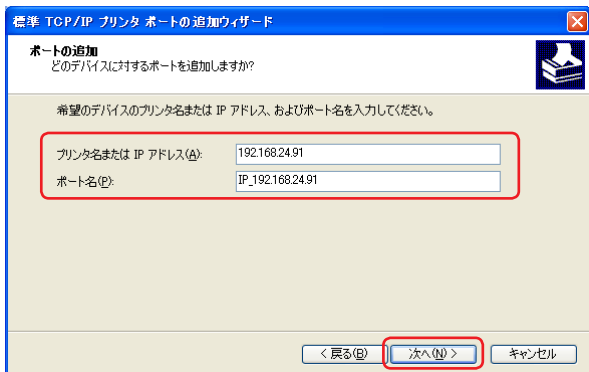 標準 TCP/IP プリンタ ポートの追加ウィザード
ポートの追加
どのデバイスに対するポートを追加しますか?
希望のデバイスのプリンタ名または IP アドレス、およびポート名を入力してください。
プリンタ名または IP アドレス(A): 192.168.24.91
ポート名(P): IP_192.168.24.91
< 戻る(B) 次へ(N) > キャンセル